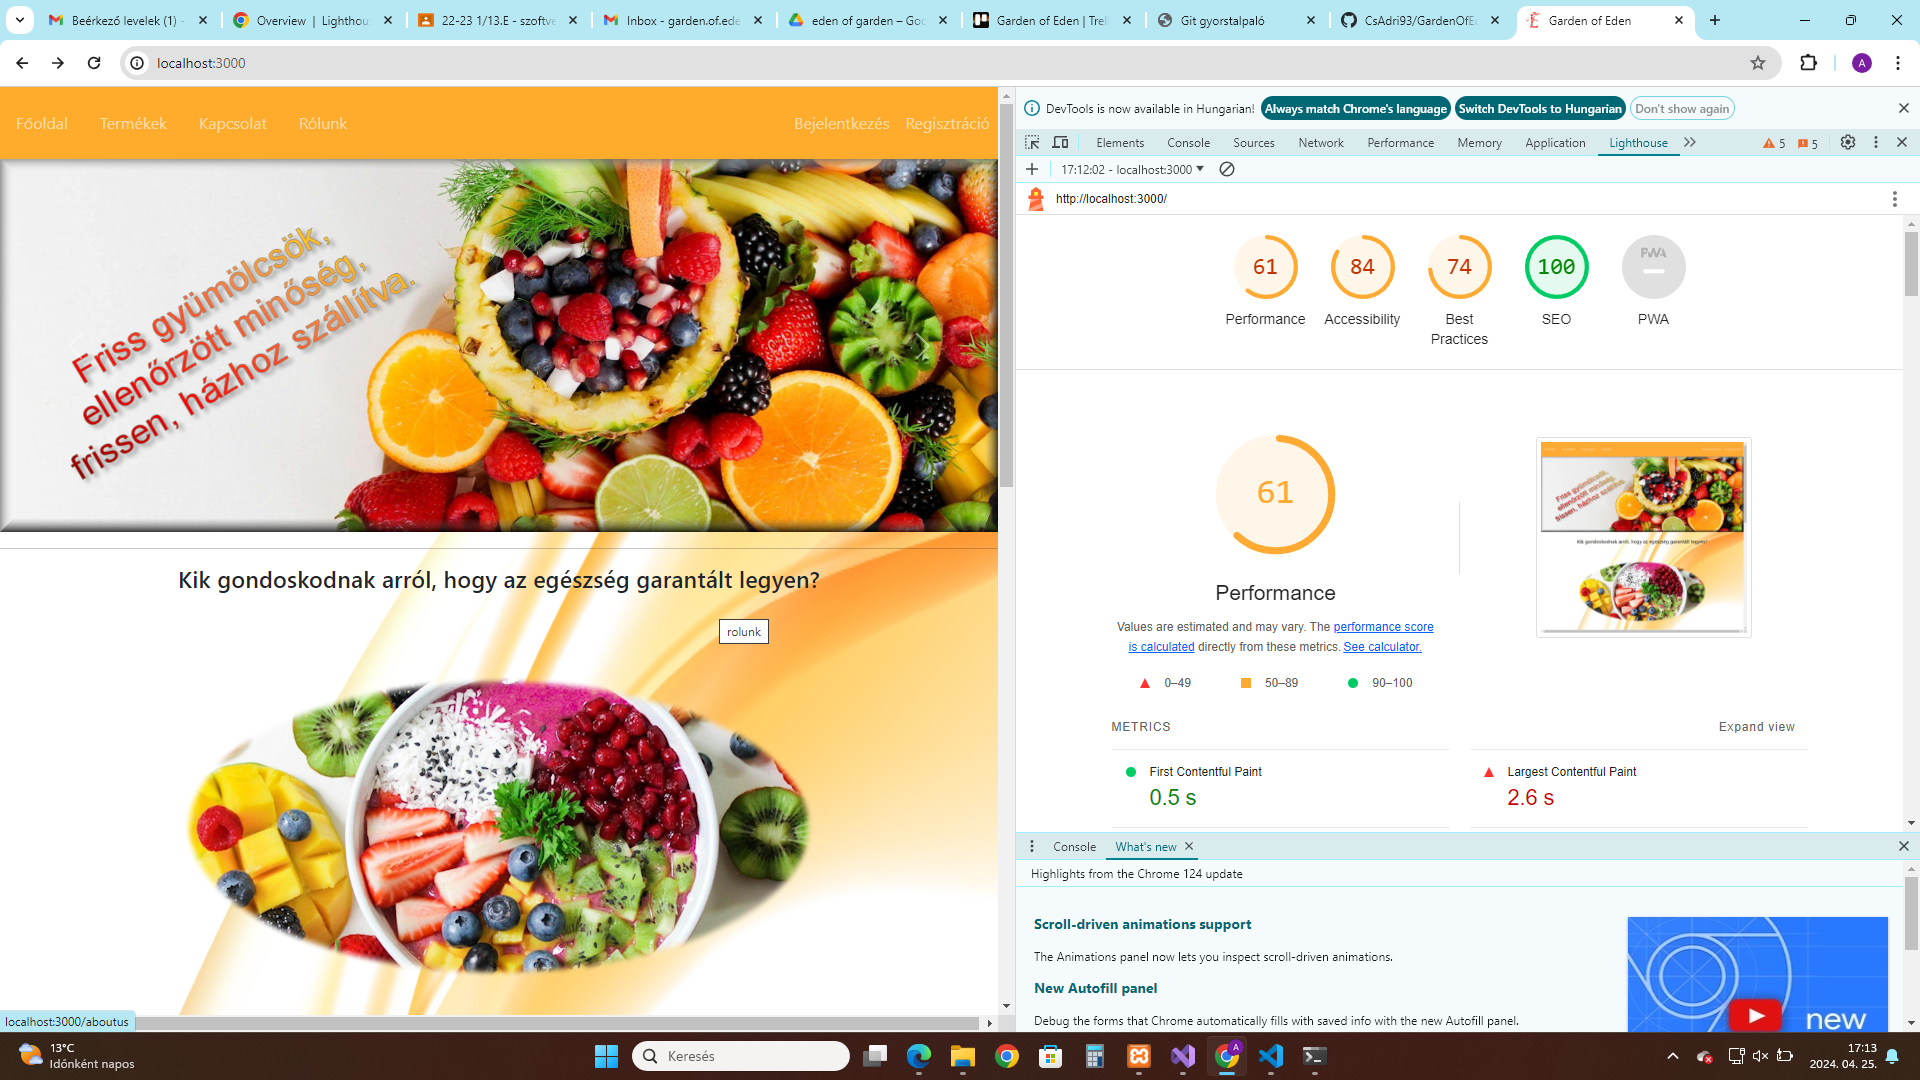 Beérkező levelek (1) -
Overview | Lighthou
22-23 1/13.E - szoftve
Inbox - garden.of.ede
eden of garden – Goo
Garden of Eden | Trell
Git gyorstalpaló
CsAdri93/GardenOfEd
Garden of Eden
localhost:3000
A
Főoldal
Termékek
Kapcsolat
Rólunk
Bejelentkezés
Regisztráció
Friss gyümölcsök,
ellenőrzött minőség,
frissen, házhoz szállítva.
Kik gondoskodnak arról, hogy az egészség garantált legyen?
rolunk
localhost:3000/aboutus
DevTools is now available in Hungarian!
Always match Chrome's language
Switch DevTools to Hungarian
Don't show again
Elements
Console
Sources
Network
Performance
Memory
Application
Lighthouse
5
5
17:12:02 - localhost:3000
http://localhost:3000/
61
84
74
100
PWA
Performance
Accessibility
Best
Practices
SEO
PWA
61
Performance
Values are estimated and may vary. The performance score
is calculated directly from these metrics. See calculator.
0–49
50–89
90–100
METRICS
Expand view
First Contentful Paint
0.5 s
Largest Contentful Paint
2.6 s
Console
What's new
Highlights from the Chrome 124 update
Scroll-driven animations support
The Animations panel now lets you inspect scroll-driven animations.
New Autofill panel
Debug the forms that Chrome automatically fills with saved info with the new Autofill panel.
new
13°C
Időnként napos
Keresés
A
17:13
2024. 04. 25.